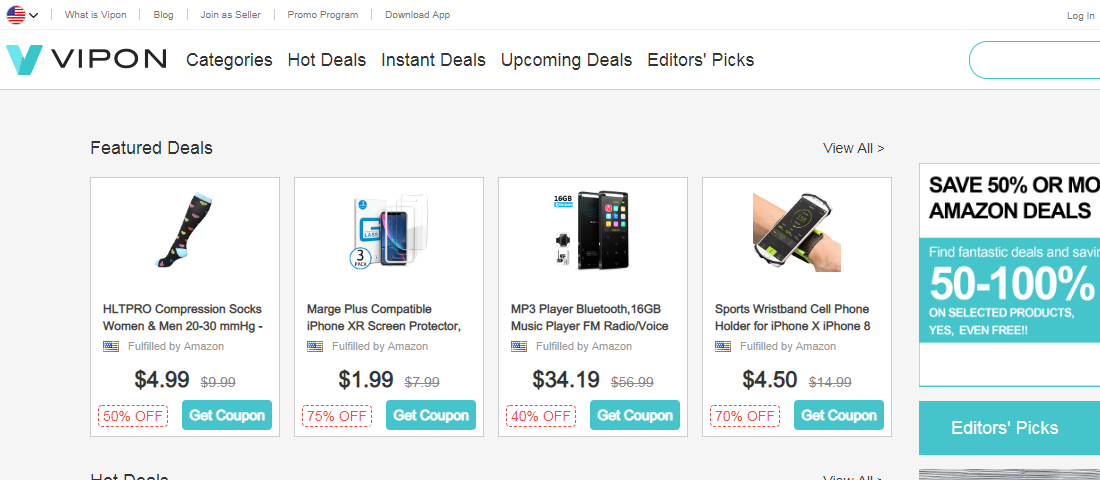 What is Vipon
Blog
Join as Seller
Promo Program
Download App
Log In
VIPON
Categories
Hot Deals
Instant Deals
Upcoming Deals
Editors' Picks
Featured Deals
View All >
HLTPRO Compression Socks
Women & Men 20-30 mmHg -
Fulfilled by Amazon
$4.99 $9.99
50% OFF
Get Coupon
3
GLASS
3
PACK
Marge Plus Compatible
iPhone XR Screen Protector,
Fulfilled by Amazon
$1.99 $7.99
75% OFF
Get Coupon
16GB
MP3 Player Bluetooth,16GB
Music Player FM Radio/Voice
Fulfilled by Amazon
$34.19 $56.99
40% OFF
Get Coupon
Sports Wristband Cell Phone
Holder for iPhone X iPhone 8
Fulfilled by Amazon
$4.50 $14.99
70% OFF
Get Coupon
SAVE 50% OR MO
AMAZON DEALS
Find fantastic deals and savin
50-100%
ON SELECTED PRODUCTS,
YES, EVEN FREE!!
Editors' Picks
Hot Deals
View All >